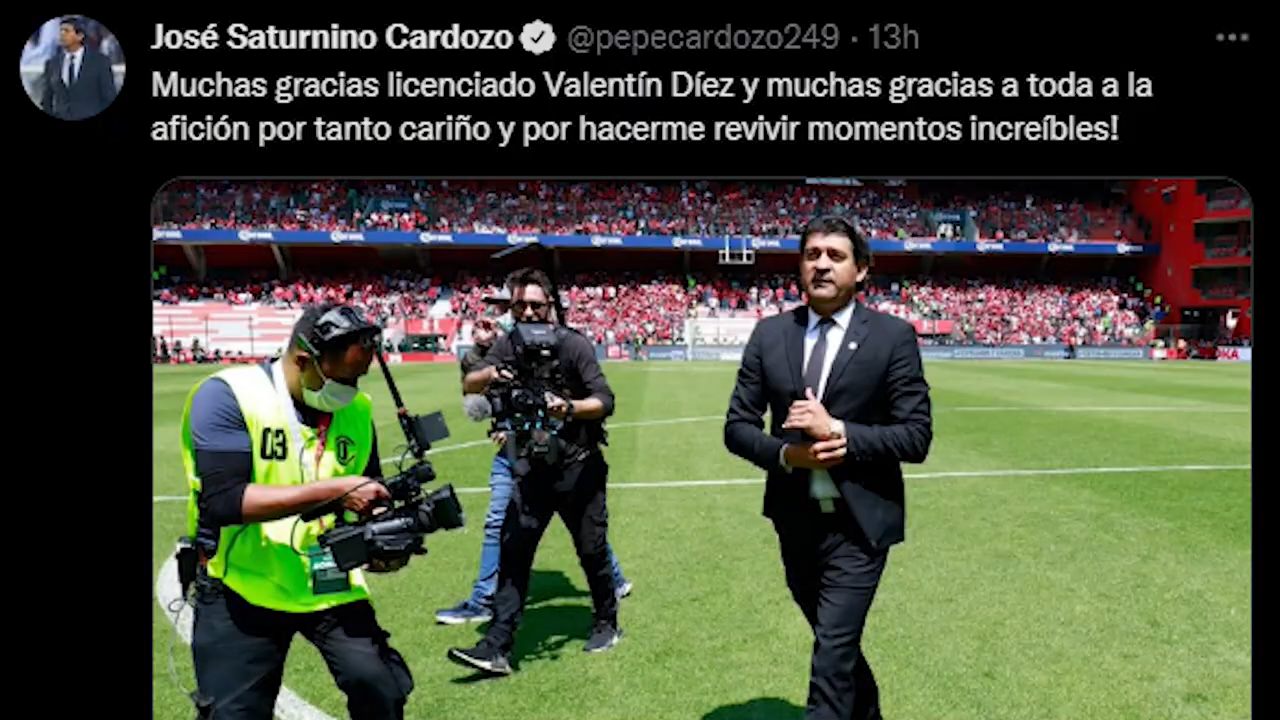 José Saturnino Cardozo @pepecardozo249 · 13h
Muchas gracias licenciado Valentín Díez y muchas gracias a toda a la
afición por tanto cariño y por hacerme revivir momentos increíbles!
03